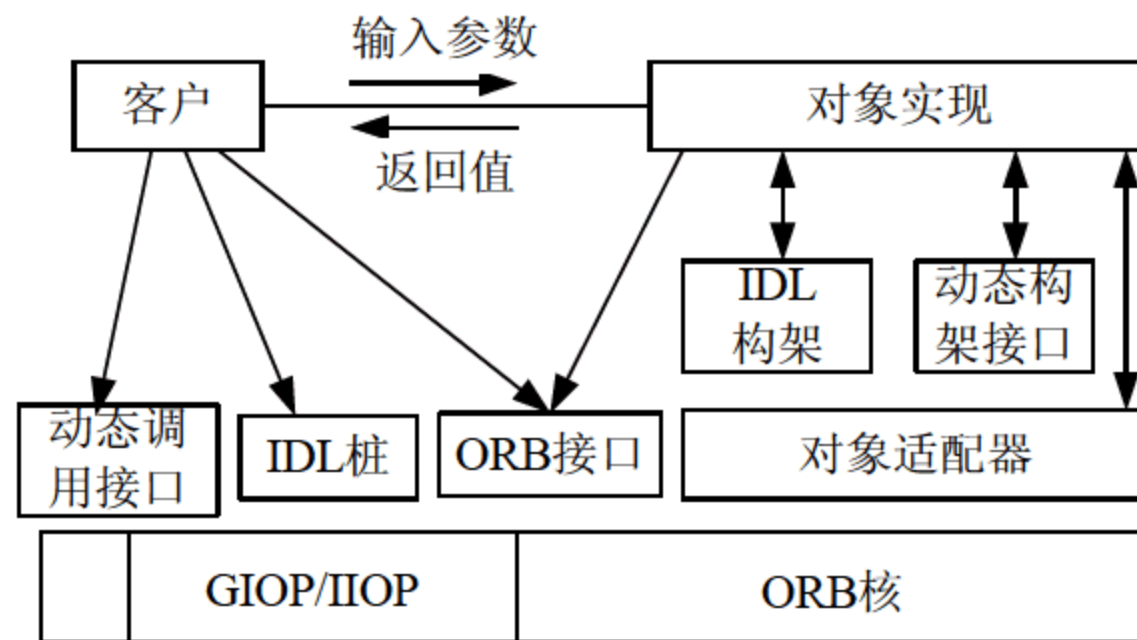 输入参数
客户
对象实现
返回值
IDL
构架
动态构
架接口
动态调
用接口
IDL桩
ORB接口
对象适配器
GIOP/IIOP
ORB核